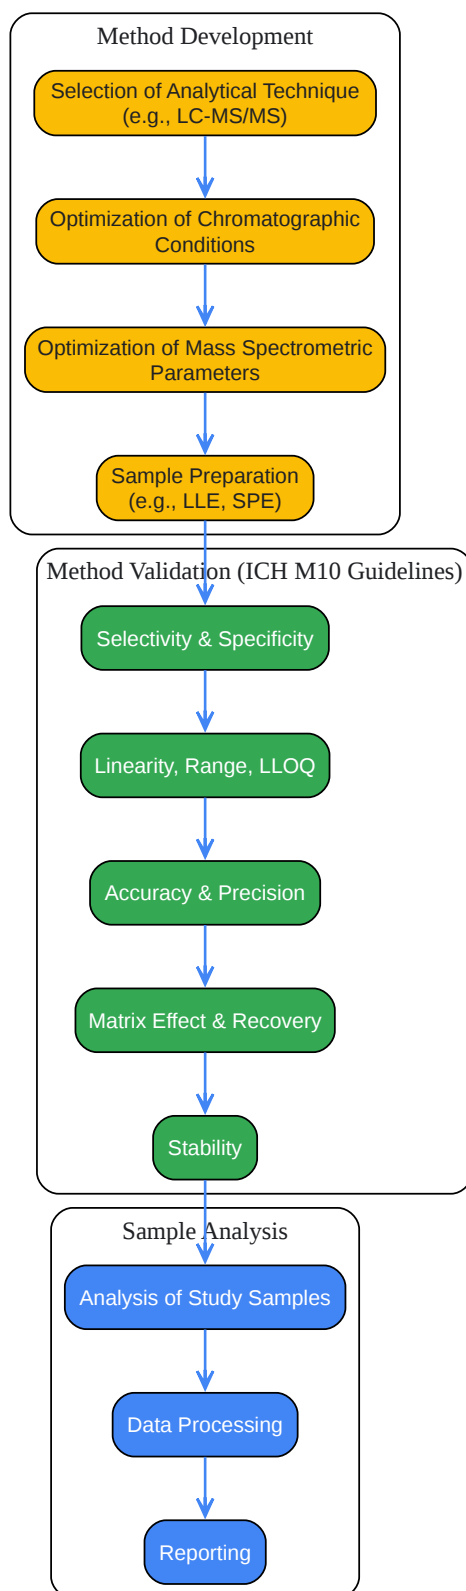 Method Development
Selection of Analytical Technique
(e.g., LC-MS/MS)
Optimization of Chromatographic
Conditions
Optimization of Mass Spectrometric
Parameters
Sample Preparation
(e.g., LLE, SPE)
Method Validation (ICH M10 Guidelines)
Selectivity & Specificity
Linearity, Range, LLOQ
Accuracy & Precision
Matrix Effect & Recovery
Stability
Sample Analysis
Analysis of Study Samples
Data Processing
Reporting